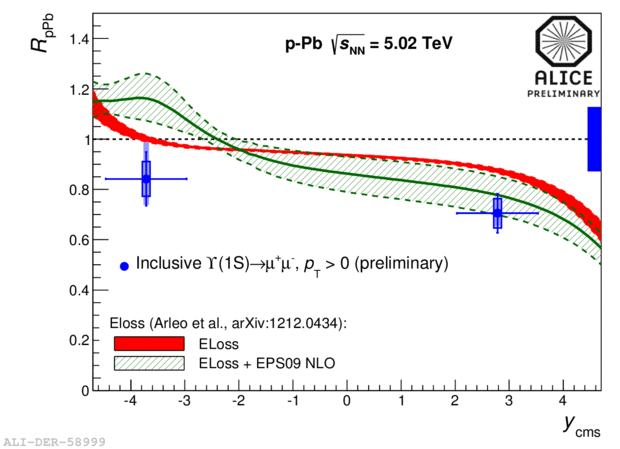 R_pPb
p-Pb √s_NN = 5.02 TeV
ALICE
PRELIMINARY
1.4
1.2
1
0.8
0.6
0.4
0.2
0
Inclusive ϒ(1S)→μ⁺μ⁻, p_T > 0 (preliminary)
Eloss (Arleo et al., arXiv:1212.0434):
ELoss
ELoss + EPS09 NLO
-4 -3 -2 -1 0 1 2 3 4
y_cms
ALI-DER-58999